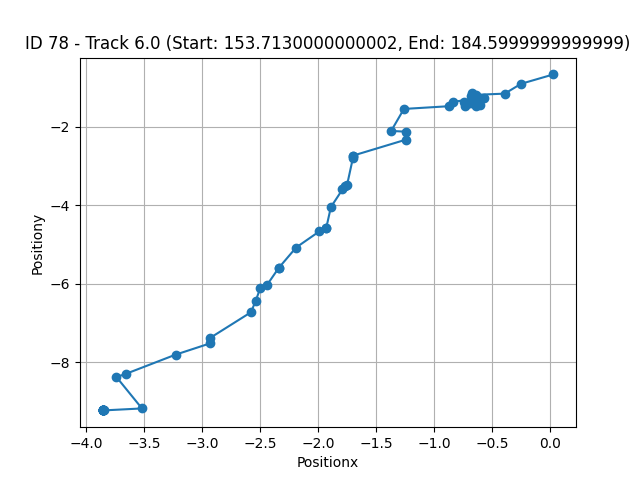 ID 78 - Track 6.0 (Start: 153.7130000000002, End: 184.5999999999999)
Positiony
−2
−4
−6
−8
−4.0 −3.5 −3.0 −2.5 −2.0 −1.5 −1.0 −0.5 0.0
Positionx